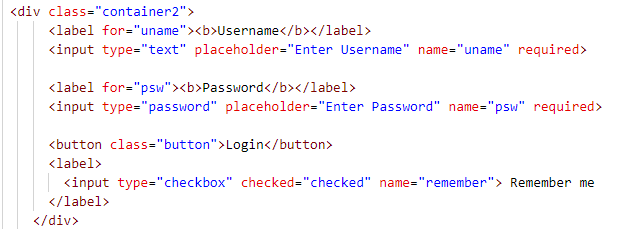 <div class="container2">
<label for="uname"><b>Username</b></label>
<input type="text" placeholder="Enter Username" name="uname" required>
<label for="psw"><b>Password</b></label>
<input type="password" placeholder="Enter Password" name="psw" required>
<button class="button">Login</button>
<label>
<input type="checkbox" checked="checked" name="remember"> Remember me
</label>
</div>